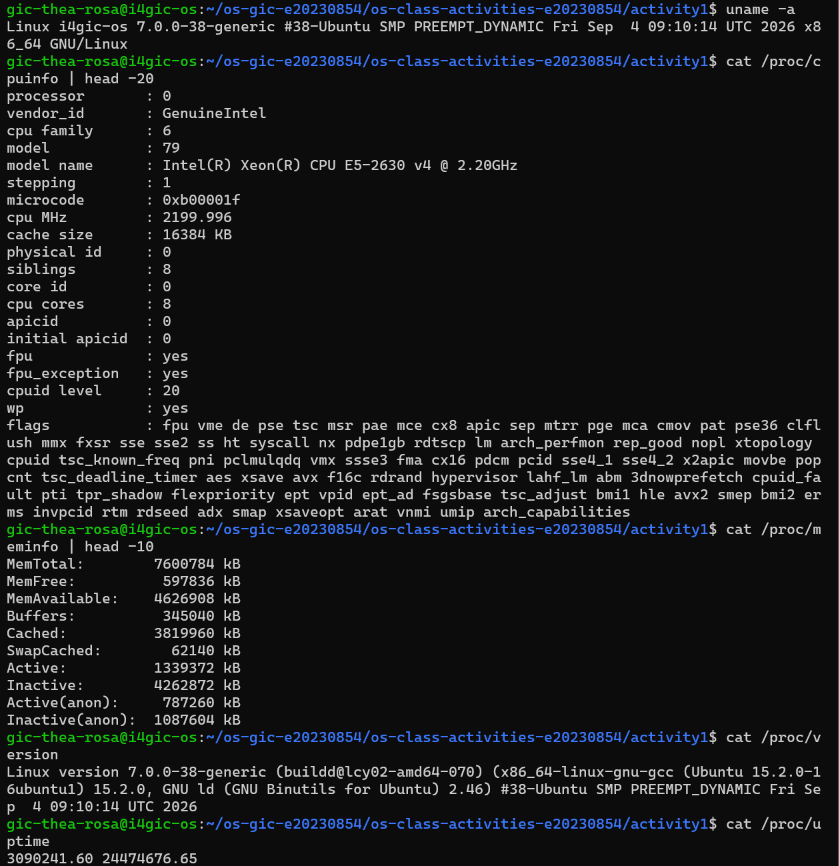 gic-thea-rosa@i4gic-os:~/os-gic-e20230854/os-class-activities-e20230854/activity1$ uname -a
Linux i4gic-os 7.0.0-38-generic #38-Ubuntu SMP PREEMPT_DYNAMIC Fri Sep  4 09:10:14 UTC 2026 x8
6_64 GNU/Linux
gic-thea-rosa@i4gic-os:~/os-gic-e20230854/os-class-activities-e20230854/activity1$ cat /proc/c
puinfo | head -20
processor       : 0
vendor_id       : GenuineIntel
cpu family      : 6
model           : 79
model name      : Intel(R) Xeon(R) CPU E5-2630 v4 @ 2.20GHz
stepping        : 1
microcode       : 0xb00001f
cpu MHz         : 2199.996
cache size      : 16384 KB
physical id     : 0
siblings        : 8
core id         : 0
cpu cores       : 8
apicid          : 0
initial apicid  : 0
fpu             : yes
fpu_exception   : yes
cpuid level     : 20
wp              : yes
flags           : fpu vme de pse tsc msr pae mce cx8 apic sep mtrr pge mca cmov pat pse36 clfl
ush mmx fxsr sse sse2 ss ht syscall nx pdpe1gb rdtscp lm arch_perfmon rep_good nopl xtopology
cpuid tsc_known_freq pni pclmulqdq vmx ssse3 fma cx16 pdcm pcid sse4_1 sse4_2 x2apic movbe pop
cnt tsc_deadline_timer aes xsave avx f16c rdrand hypervisor lahf_lm abm 3dnowprefetch cpuid_fa
ult pti tpr_shadow flexpriority ept vpid ept_ad fsgsbase tsc_adjust bmi1 hle avx2 smep bmi2 er
ms invpcid rtm rdseed adx smap xsaveopt arat vnmi umip arch_capabilities
gic-thea-rosa@i4gic-os:~/os-gic-e20230854/os-class-activities-e20230854/activity1$ cat /proc/m
eminfo | head -10
MemTotal:        7600784 kB
MemFree:          597836 kB
MemAvailable:    4626908 kB
Buffers:          345040 kB
Cached:          3819960 kB
SwapCached:        62140 kB
Active:          1339372 kB
Inactive:        4262872 kB
Active(anon):     787260 kB
Inactive(anon):  1087604 kB
gic-thea-rosa@i4gic-os:~/os-gic-e20230854/os-class-activities-e20230854/activity1$ cat /proc/v
ersion
Linux version 7.0.0-38-generic (buildd@lcy02-amd64-070) (x86_64-linux-gnu-gcc (Ubuntu 15.2.0-1
6ubuntu1) 15.2.0, GNU ld (GNU Binutils for Ubuntu) 2.46) #38-Ubuntu SMP PREEMPT_DYNAMIC Fri Se
p  4 09:10:14 UTC 2026
gic-thea-rosa@i4gic-os:~/os-gic-e20230854/os-class-activities-e20230854/activity1$ cat /proc/u
ptime
3090241.60 24474676.65